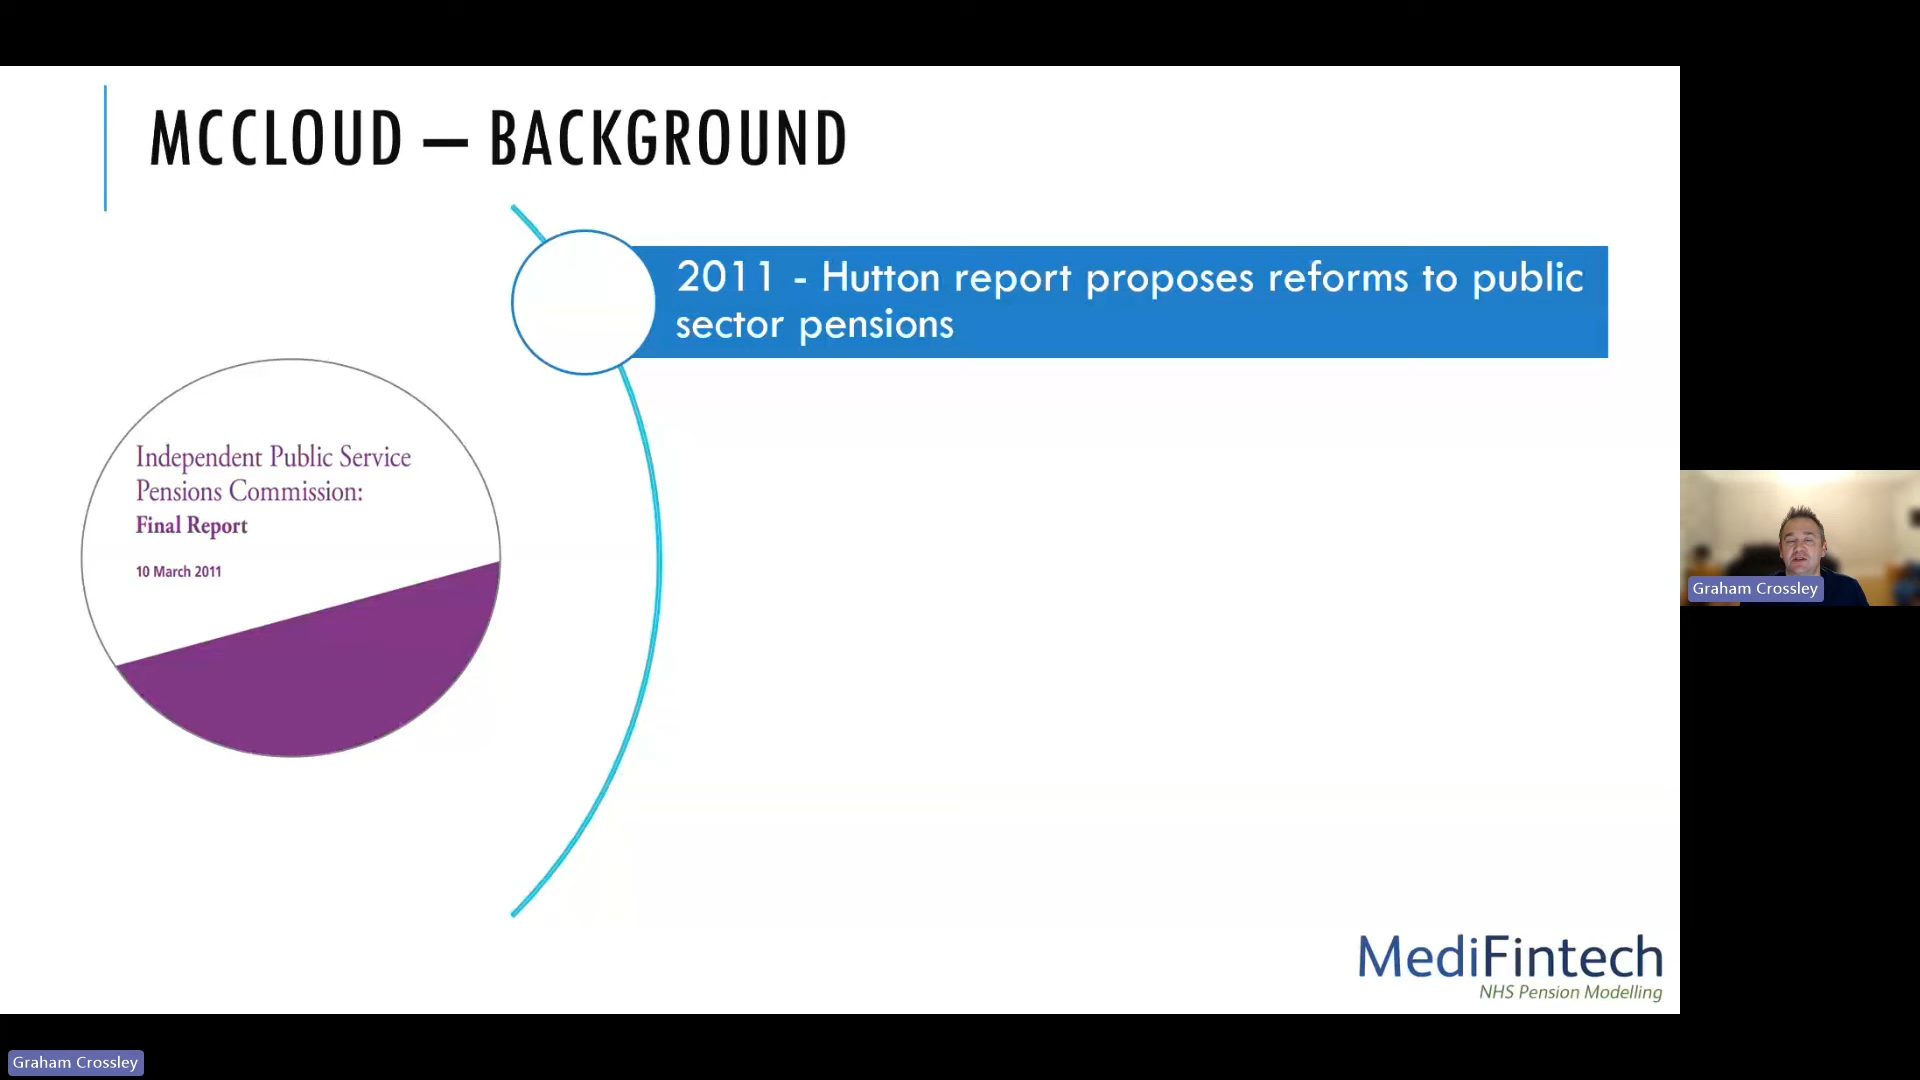 MCCLOUD – BACKGROUND
2011 - Hutton report proposes reforms to public
sector pensions
Independent Public Service
Pensions Commission:
Final Report
10 March 2011
Graham Crossley
MediFintech
NHS Pension Modelling
Graham Crossley